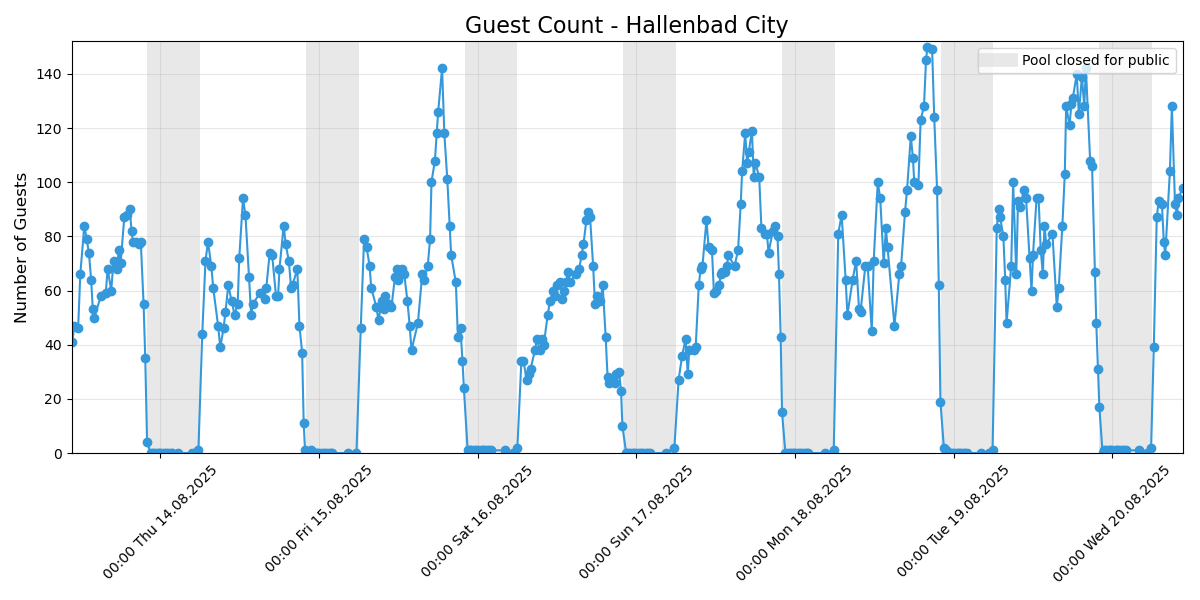 Guest Count - Hallenbad City
Pool closed for public
Number of Guests
140
120
100
80
60
40
20
0
00:00 Thu 14.08.2025
00:00 Fri 15.08.2025
00:00 Sat 16.08.2025
00:00 Sun 17.08.2025
00:00 Mon 18.08.2025
00:00 Tue 19.08.2025
00:00 Wed 20.08.2025